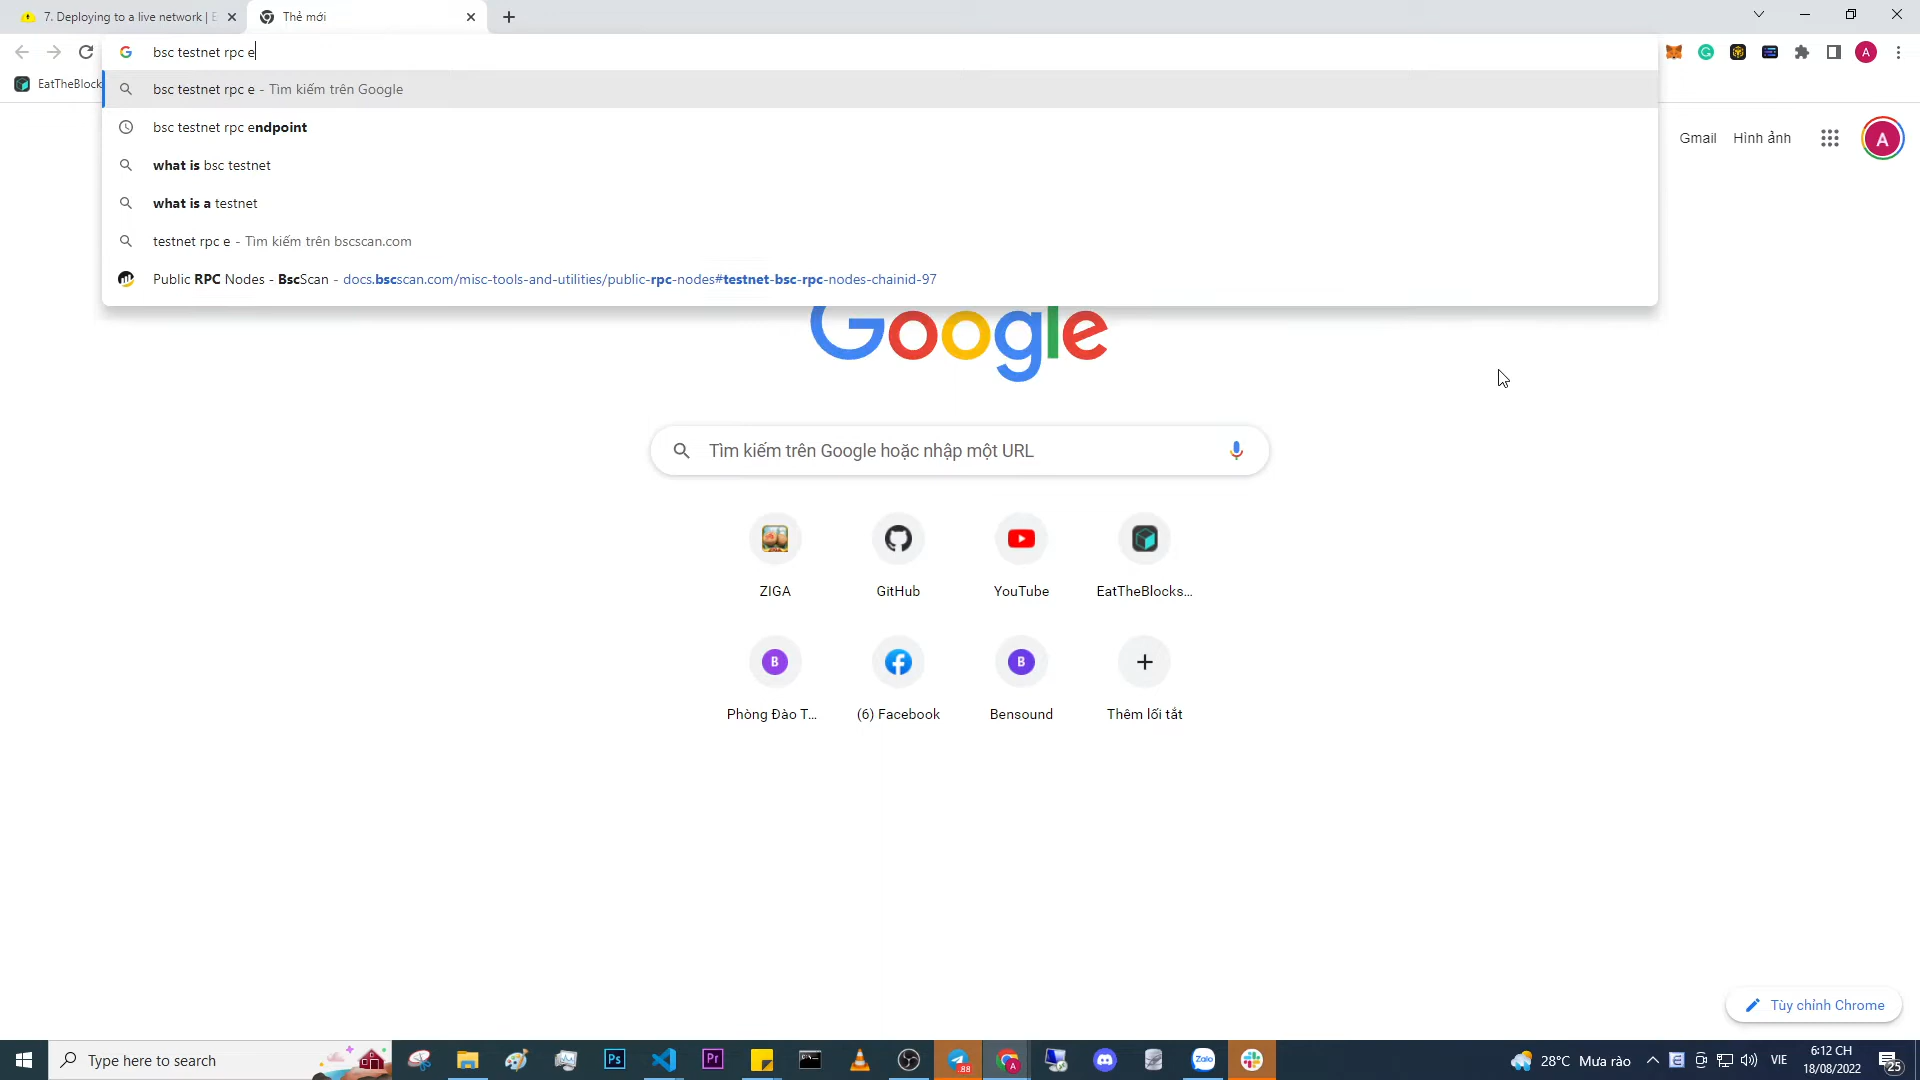 7. Deploying to a live network | E
Thẻ mới
bsc testnet rpc e
EatTheBlock
bsc testnet rpc e - Tìm kiếm trên Google
bsc testnet rpc endpoint
what is bsc testnet
what is a testnet
testnet rpc e - Tìm kiếm trên bscscan.com
Public RPC Nodes - BscScan - docs.bscscan.com/misc-tools-and-utilities/public-rpc-nodes#testnet-bsc-rpc-nodes-chainid-97
A
Gmail
Hình ảnh
A
Google
Tìm kiếm trên Google hoặc nhập một URL
ZIGA
GitHub
YouTube
EatTheBlocks...
B
B
Phòng Đào T...
(6) Facebook
Bensound
Thêm lối tắt
Tùy chỉnh Chrome
Type here to search
Ps
Pr
88
A
Zalo
28°C Mưa rào
VIE
6:12 CH
18/08/2022
25